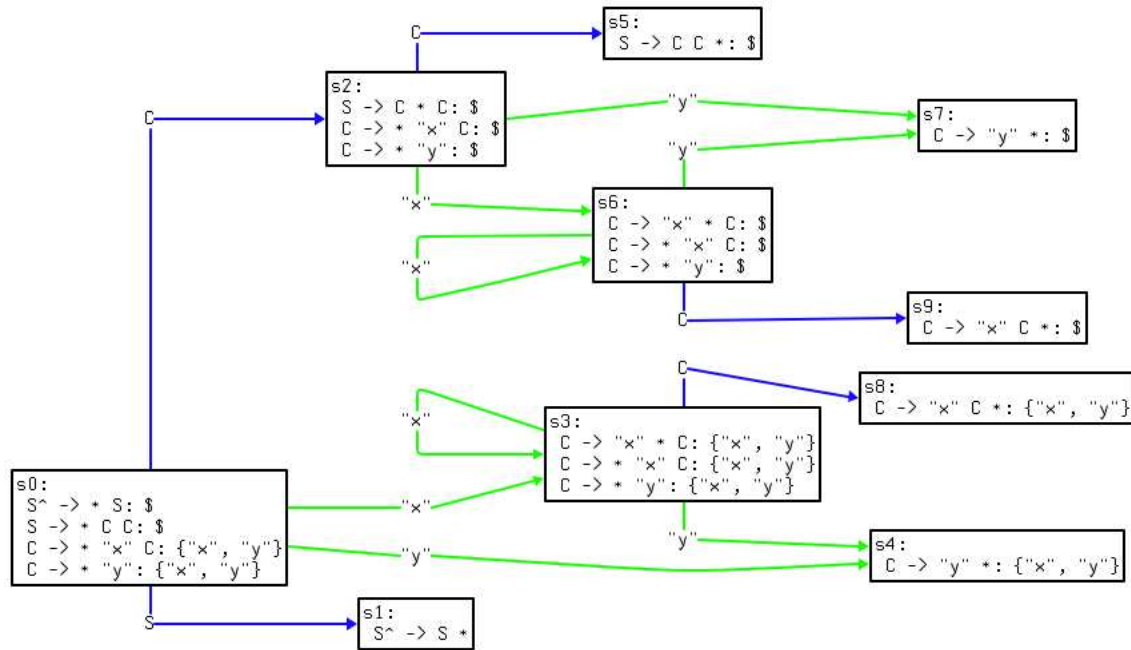 C
s5:
S -> C C *: $
s2:
S -> C * C: $
C -> * "x" C: $
C -> * "y": $
"y"
C
s7:
C -> "y" *: $
"y"
"x"
s6:
C -> "x" * C: $
C -> * "x" C: $
C -> * "y": $
"x"
C
s9:
C -> "x" C *: $
C
s8:
C -> "x" C *: {"x", "y"}
"x"
s3:
C -> "x" * C: {"x", "y"}
C -> * "x" C: {"x", "y"}
C -> * "y": {"x", "y"}
s0:
S^ -> * S: $
S -> * C C: $
C -> * "x" C: {"x", "y"}
C -> * "y": {"x", "y"}
"x"
"y"
"y"
s4:
C -> "y" *: {"x", "y"}
S
s1:
S^ -> S *